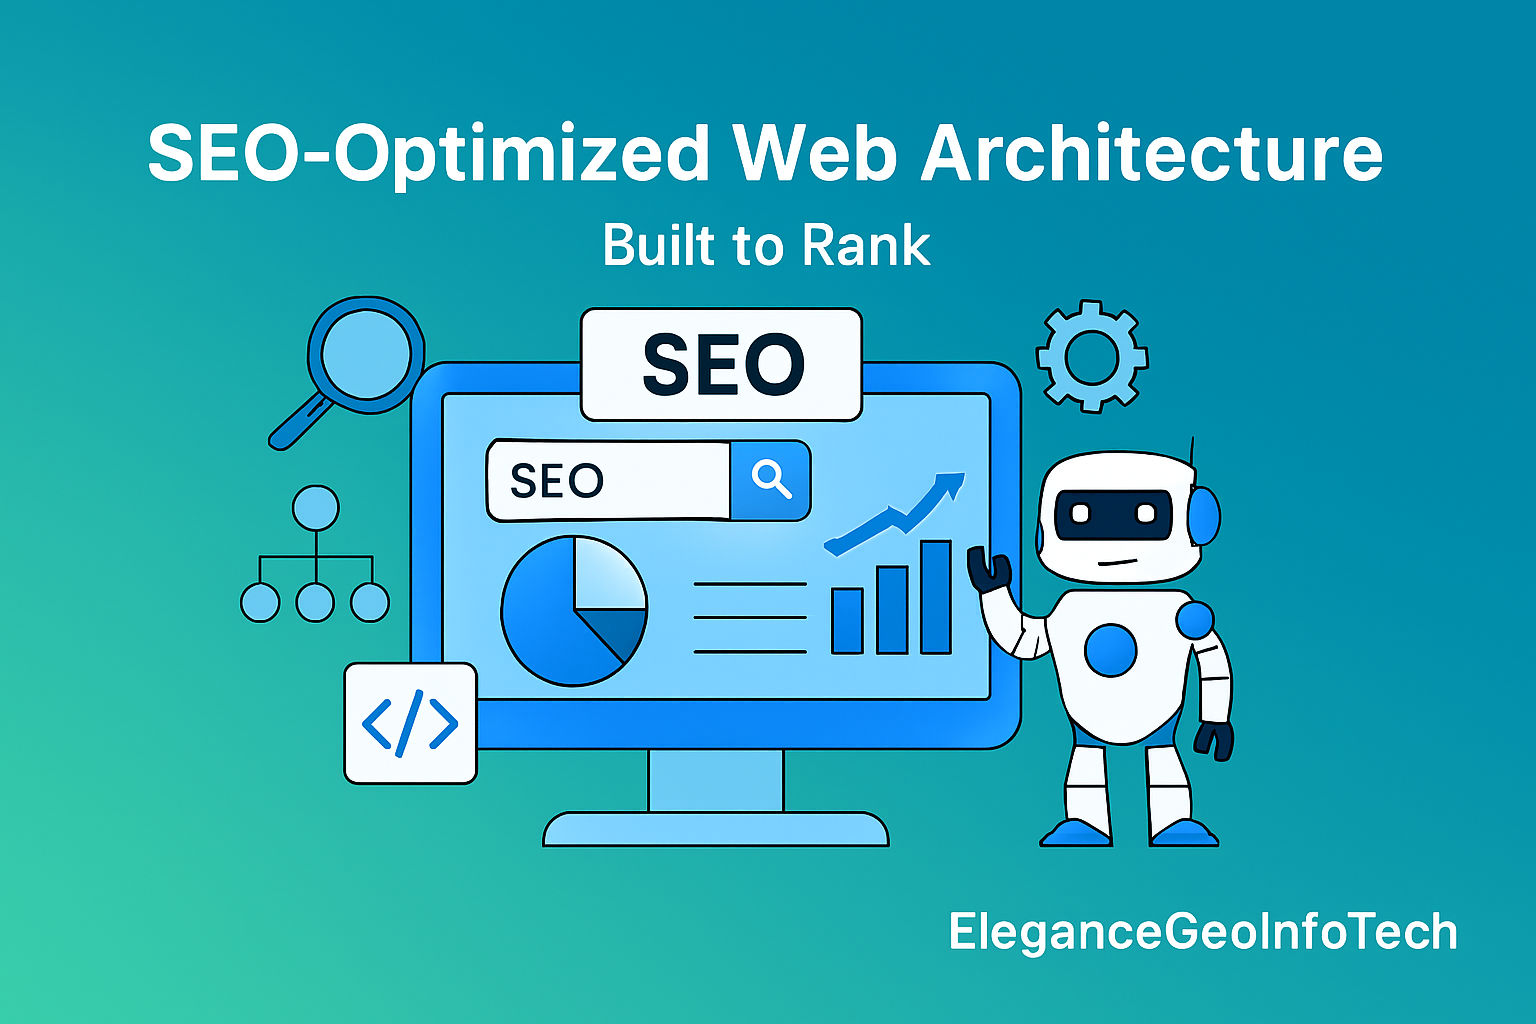 SEO-Optimized Web Architecture
Built to Rank
SEO
SEO
</>
EleganceGeoInfoTech